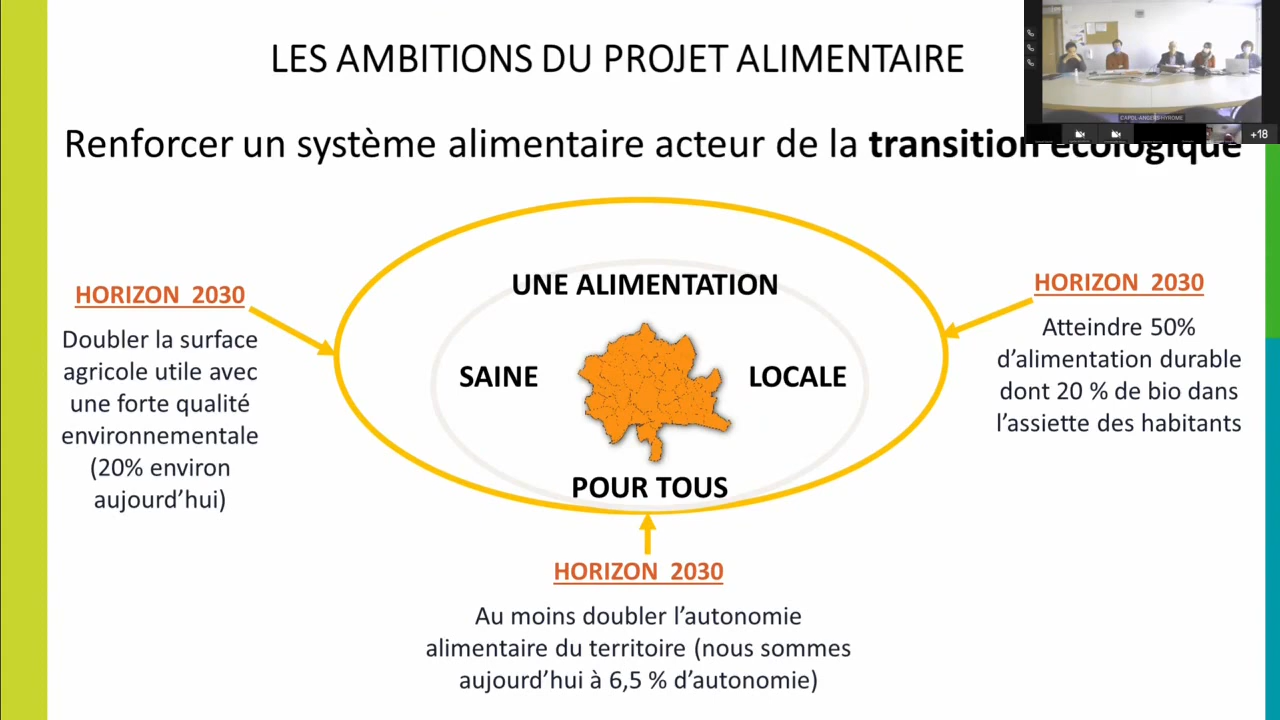 LES AMBITIONS DU PROJET ALIMENTAIRE
Renforcer un système alimentaire acteur de la transition écologique
+18
UNE ALIMENTATION
SAINE
LOCALE
POUR TOUS
HORIZON 2030
Doubler la surface
agricole utile avec
une forte qualité
environnementale
(20% environ
aujourd’hui)
HORIZON 2030
Atteindre 50%
d’alimentation durable
dont 20 % de bio dans
l’assiette des habitants
HORIZON 2030
Au moins doubler l’autonomie
alimentaire du territoire (nous sommes
aujourd’hui à 6,5 % d’autonomie)